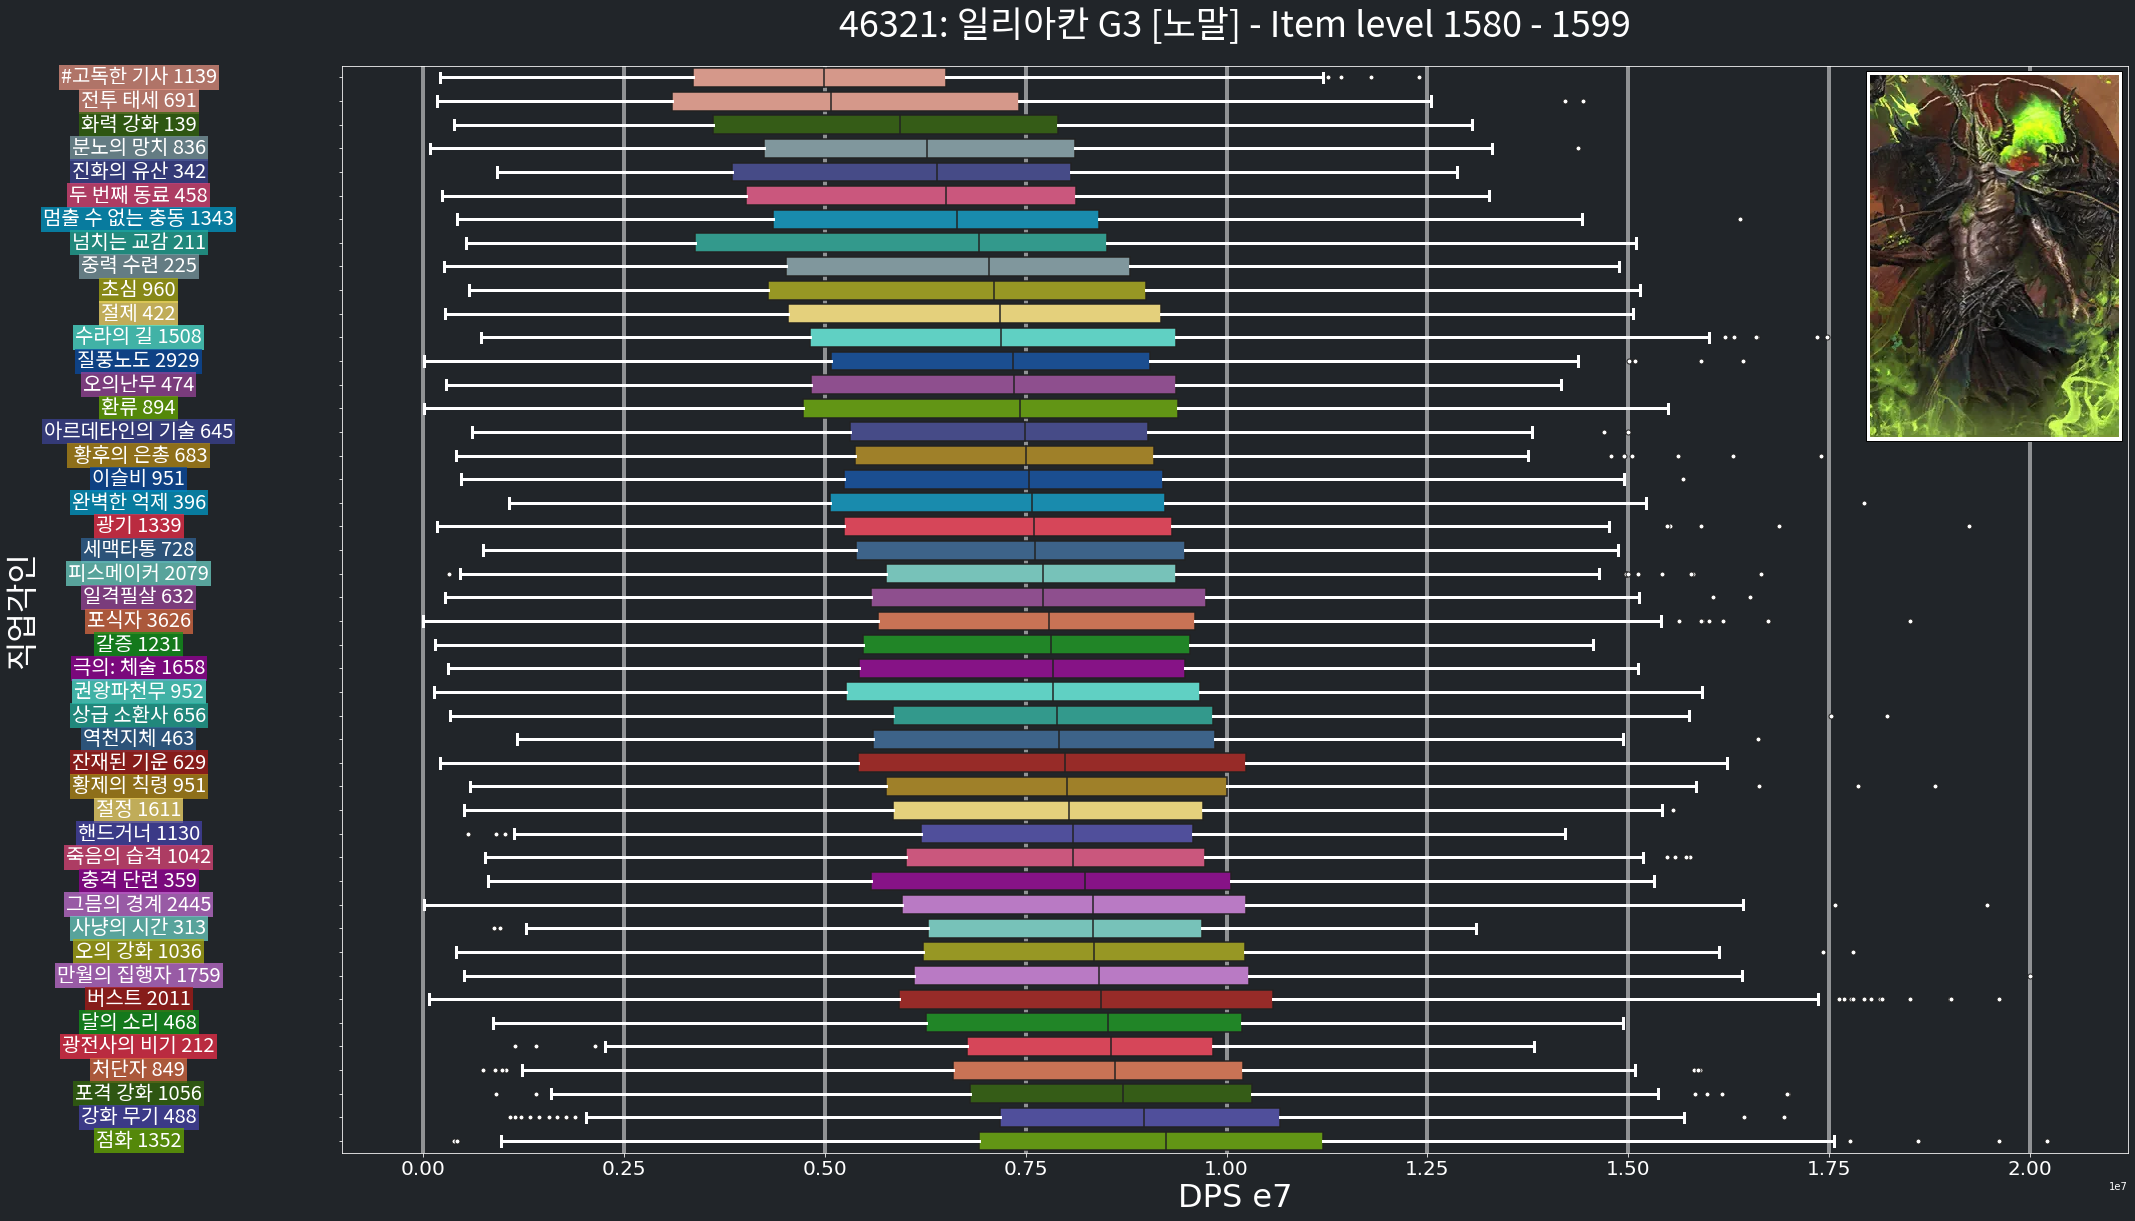 46321: 일리아칸 G3 [노말] - Item level 1580 - 1599
#고독한 기사 1139
전투 태세 691
화력 강화 139
분노의 망치 836
진화의 유산 342
두 번째 동료 458
멈출 수 없는 충동 1343
넘치는 교감 211
중력 수련 225
초심 960
절제 422
수라의 길 1508
질풍노도 2929
오의난무 474
환류 894
아르데타인의 기술 645
황후의 은총 683
이슬비 951
완벽한 억제 396
광기 1339
세맥타통 728
피스메이커 2079
일격필살 632
포식자 3626
갈증 1231
극의: 체술 1658
권왕파천무 952
상급 소환사 656
역천지체 463
잔재된 기운 629
황제의 칙령 951
절정 1611
핸드거너 1130
죽음의 습격 1042
충격 단련 359
그믐의 경계 2445
사냥의 시간 313
오의 강화 1036
만월의 집행자 1759
버스트 2011
달의 소리 468
광전사의 비기 212
처단자 849
포격 강화 1056
강화 무기 488
점화 1352
직업각인
0.00 0.25 0.50 0.75 1.00 1.25 1.50 1.75 2.00
1e7
DPS e7